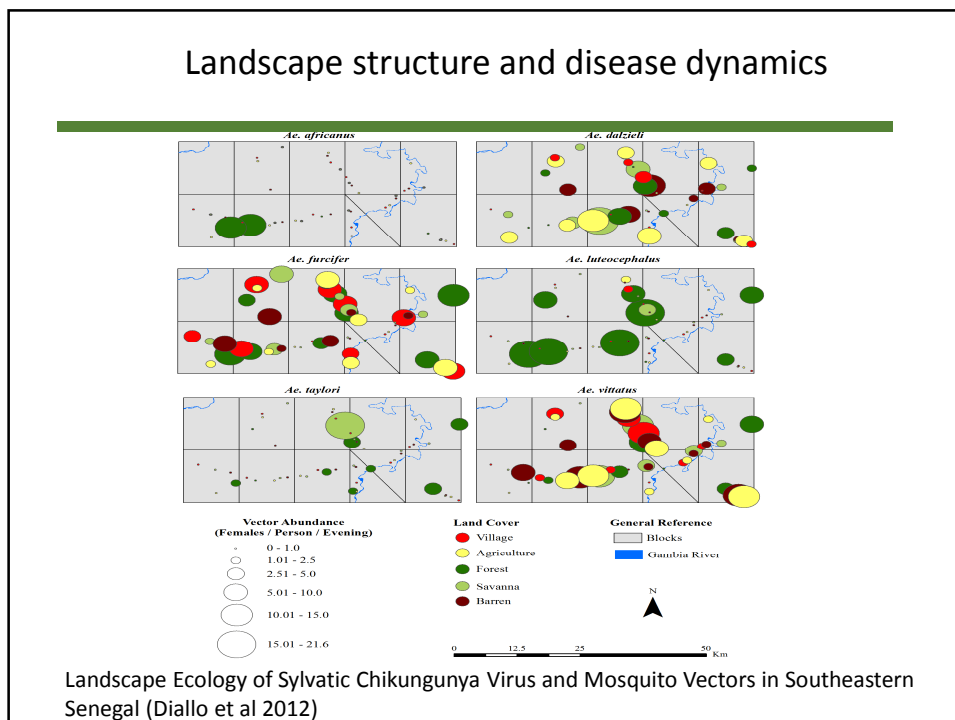 Landscape structure and disease dynamics
Ae. africanus
Ae. dalzieli
Ae. furcifer
Ae. luteocephalus
Ae. taylori
Ae. vittatus
Vector Abundance
(Females / Person / Evening)
0 - 1.0
1.01 - 2.5
2.51 - 5.0
5.01 - 10.0
10.01 - 15.0
15.01 - 21.6
Land Cover
Village
Agriculture
Forest
Savanna
Barren
General Reference
Blocks
Gambia River
N
0 12.5 25 50
Km
Landscape Ecology of Sylvatic Chikungunya Virus and Mosquito Vectors in Southeastern
Senegal (Diallo et al 2012)